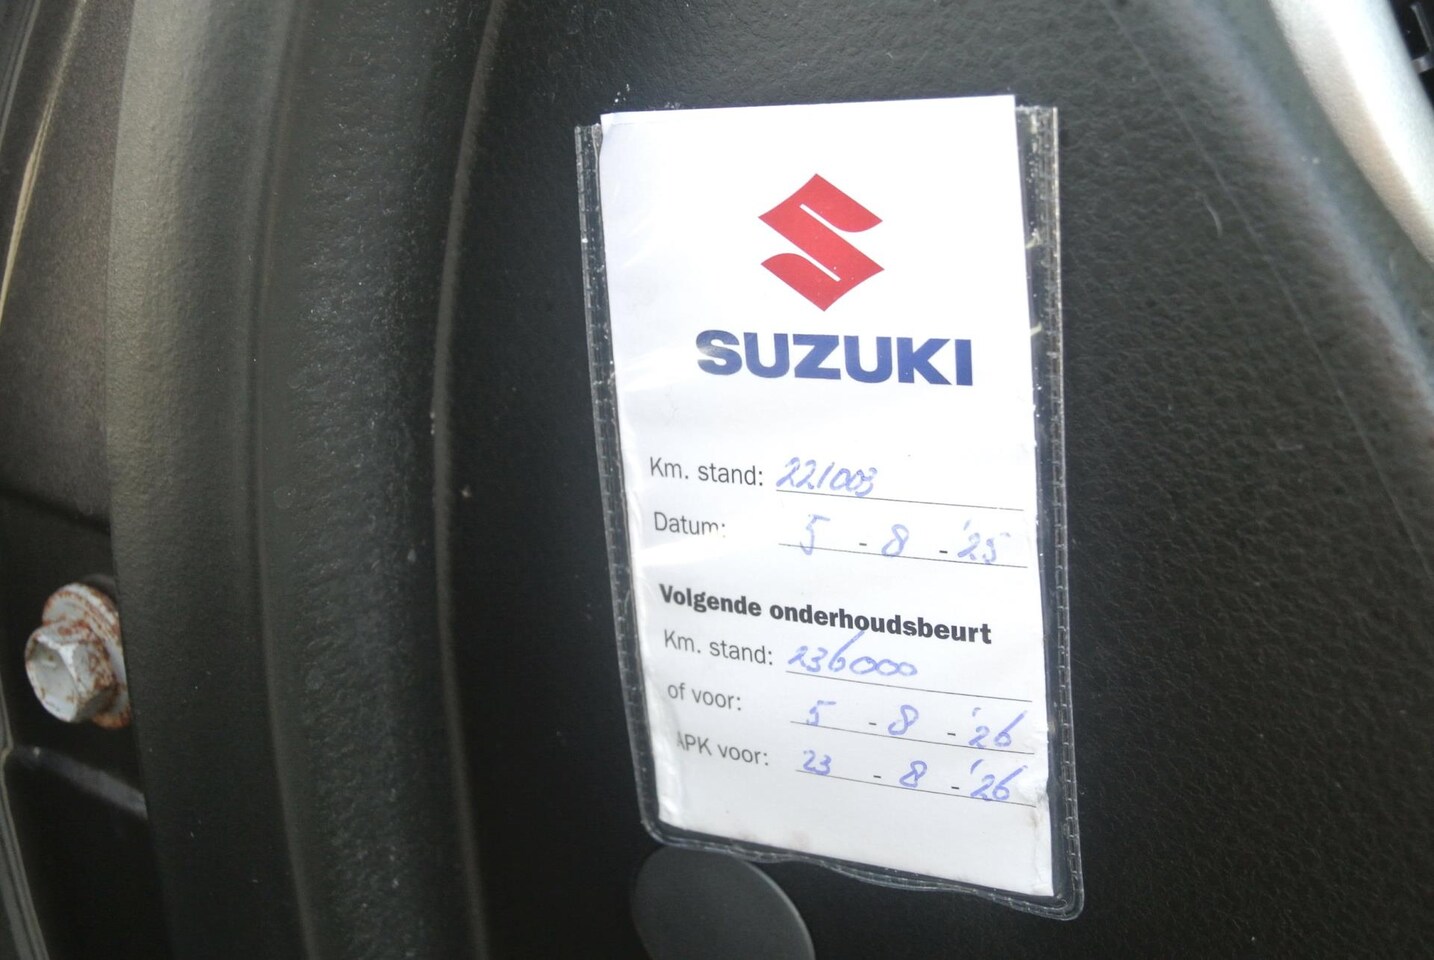 SUZUKI
Km. stand: 221003
Datum: 5 - 8 - '25
Volgende onderhoudsbeurt
Km. stand: 236000
of voor: 5 - 8 - '26
APK voor: 23 - 8 - '26